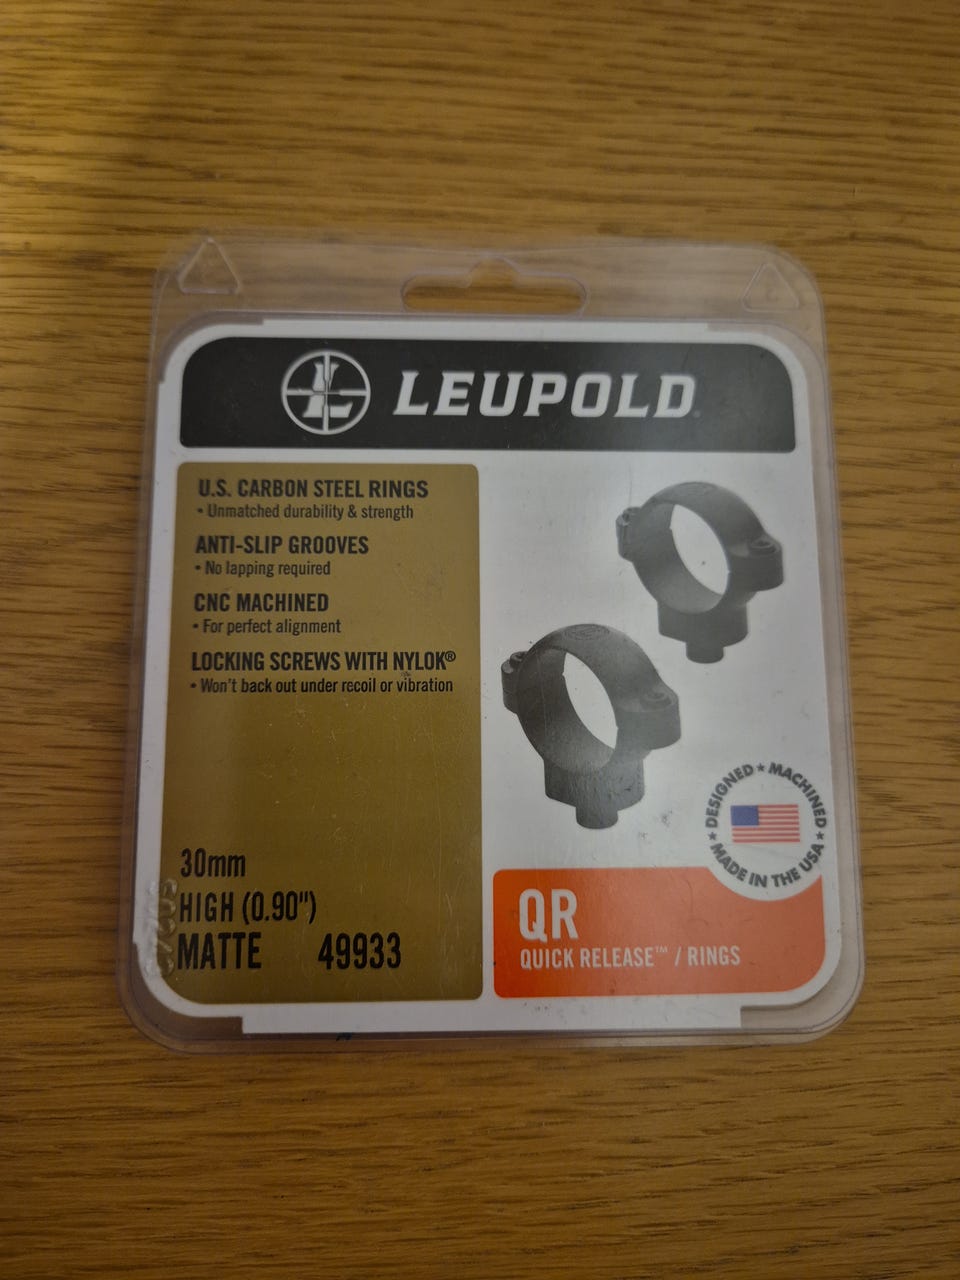 LEUPOLD
U.S. CARBON STEEL RINGS
• Unmatched durability & strength
ANTI-SLIP GROOVES
• No lapping required
CNC MACHINED
• For perfect alignment
LOCKING SCREWS WITH NYLOK®
• Won't back out under recoil or vibration
30mm
HIGH (0.90")
MATTE 49933
DESIGNED ★ MACHINED ★ MADE IN THE USA ★
QR
QUICK RELEASE™ / RINGS